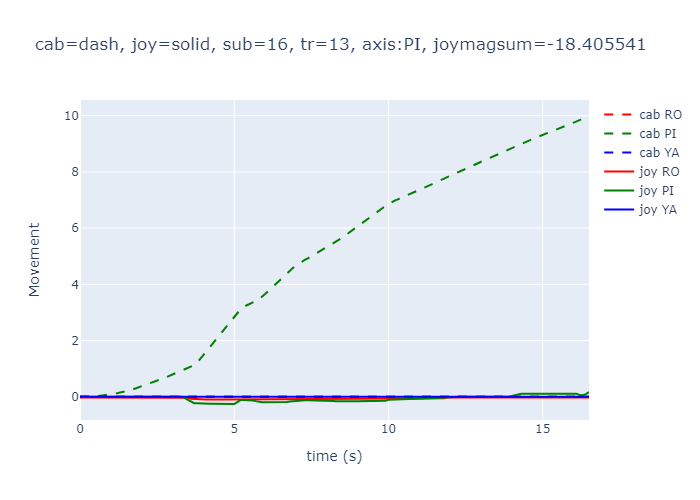 cab=dash, joy=solid, sub=16, tr=13, axis:PI, joymagsum=-18.405541
10
8
6
4
2
0
Movement
0
5
10
15
time (s)
cab RO
cab PI
cab YA
joy RO
joy PI
joy YA